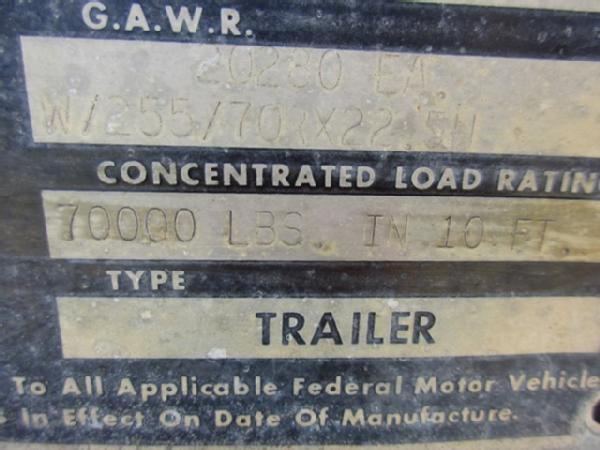 G.A.W.R.
20280 EA.
W/255/70RX22.5H
CONCENTRATED LOAD RATING
70000 LBS. IN 10 FT.
TYPE
TRAILER
To All Applicable Federal Motor Vehicle
In Effect On Date Of Manufacture.